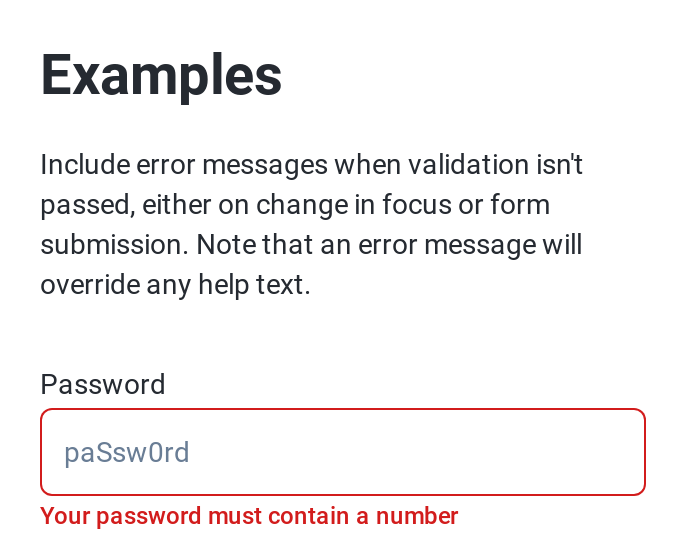 Examples
Include error messages when validation isn't
passed, either on change in focus or form
submission. Note that an error message will
override any help text.
Password
paSsw0rd
Your password must contain a number